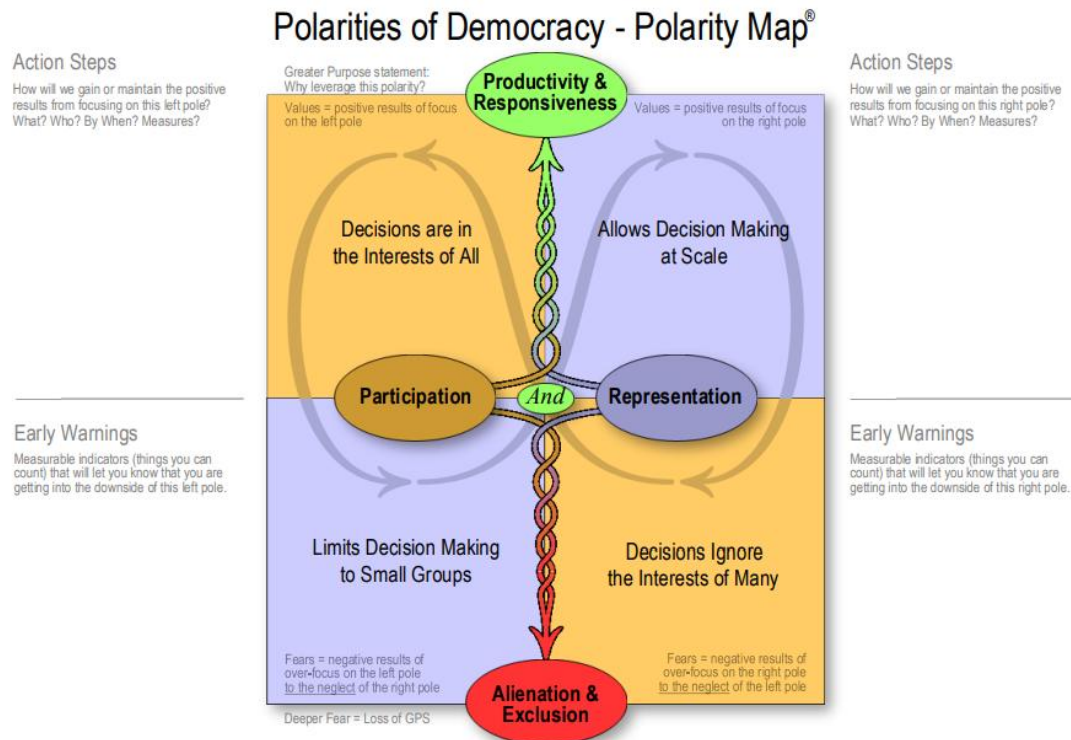 Polarities of Democracy - Polarity Map®
Action Steps
How will we gain or maintain the positive
results from focusing on this left pole?
What? Who? By When? Measures?
Greater Purpose statement:
Why leverage this polarity?
Values = positive results of focus
on the left pole
Productivity &
Responsiveness
Values = positive results of focus
on the right pole
Action Steps
How will we gain or maintain the positive
results from focusing on this right pole?
What? Who? By When? Measures?
Decisions are in
the Interests of All
Allows Decision Making
at Scale
Participation
And
Representation
Early Warnings
Measurable indicators (things you can
count) that will let you know that you are
getting into the downside of this left pole.
Early Warnings
Measurable indicators (things you can
count) that will let you know that you are
getting into the downside of this right pole.
Limits Decision Making
to Small Groups
Decisions Ignore
the Interests of Many
Fears = negative results of
over-focus on the left pole
to the neglect of the right pole
Fears = negative results of
over-focus on the right pole
to the neglect of the left pole
Alienation &
Exclusion
Deeper Fear = Loss of GPS